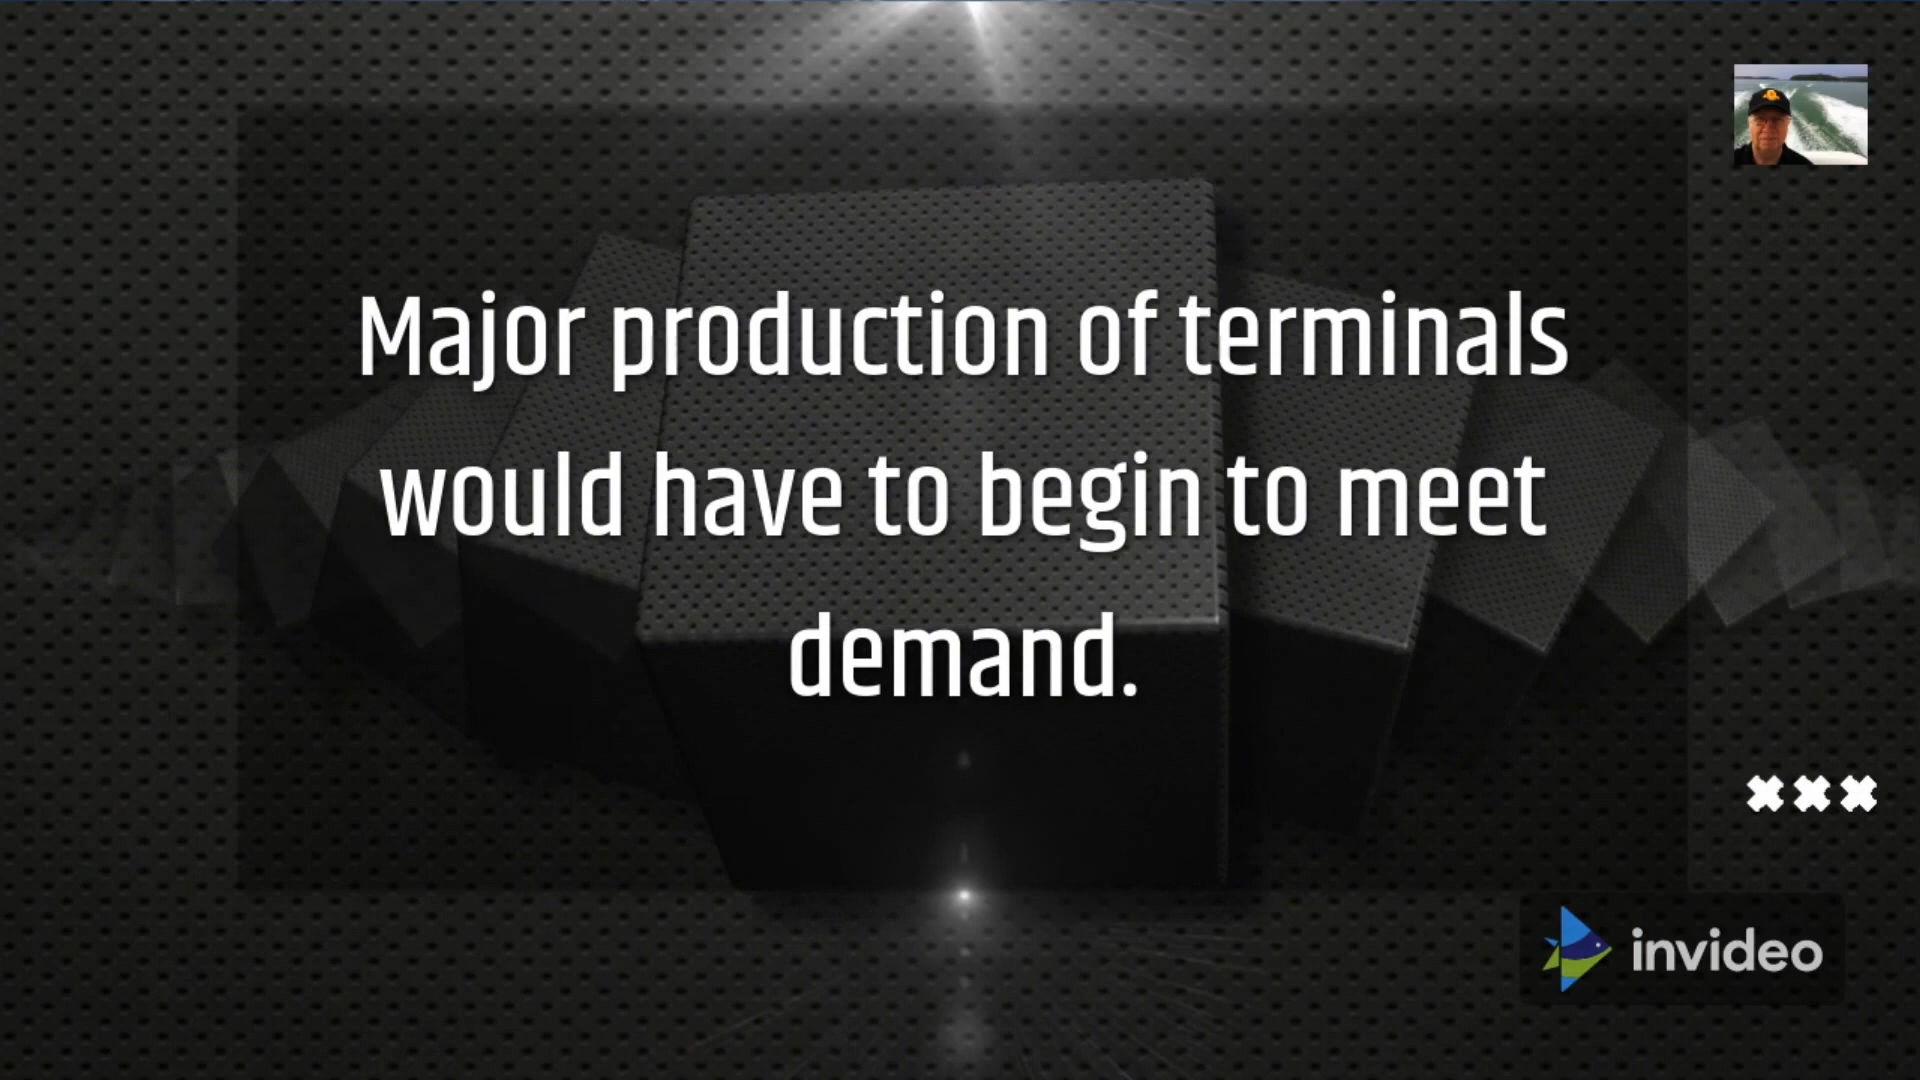 Major production of terminals
would have to begin to meet
demand.
invideo